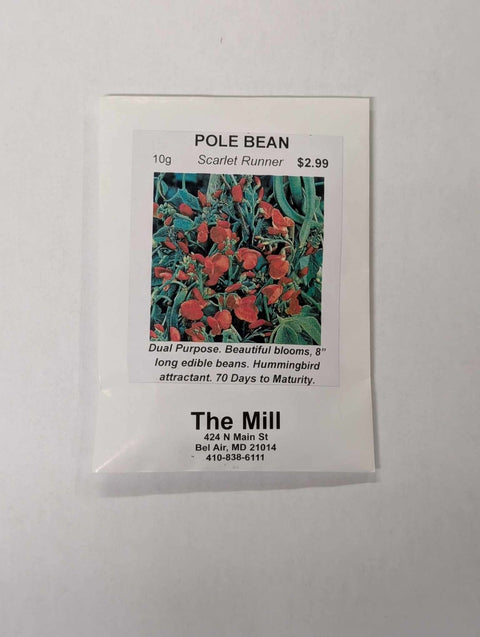 POLE BEAN
10g Scarlet Runner $2.99
Dual Purpose. Beautiful blooms, 8"
long edible beans. Hummingbird
attractant. 70 Days to Maturity.
The Mill
424 N Main St
Bel Air, MD 21014
410-838-6111